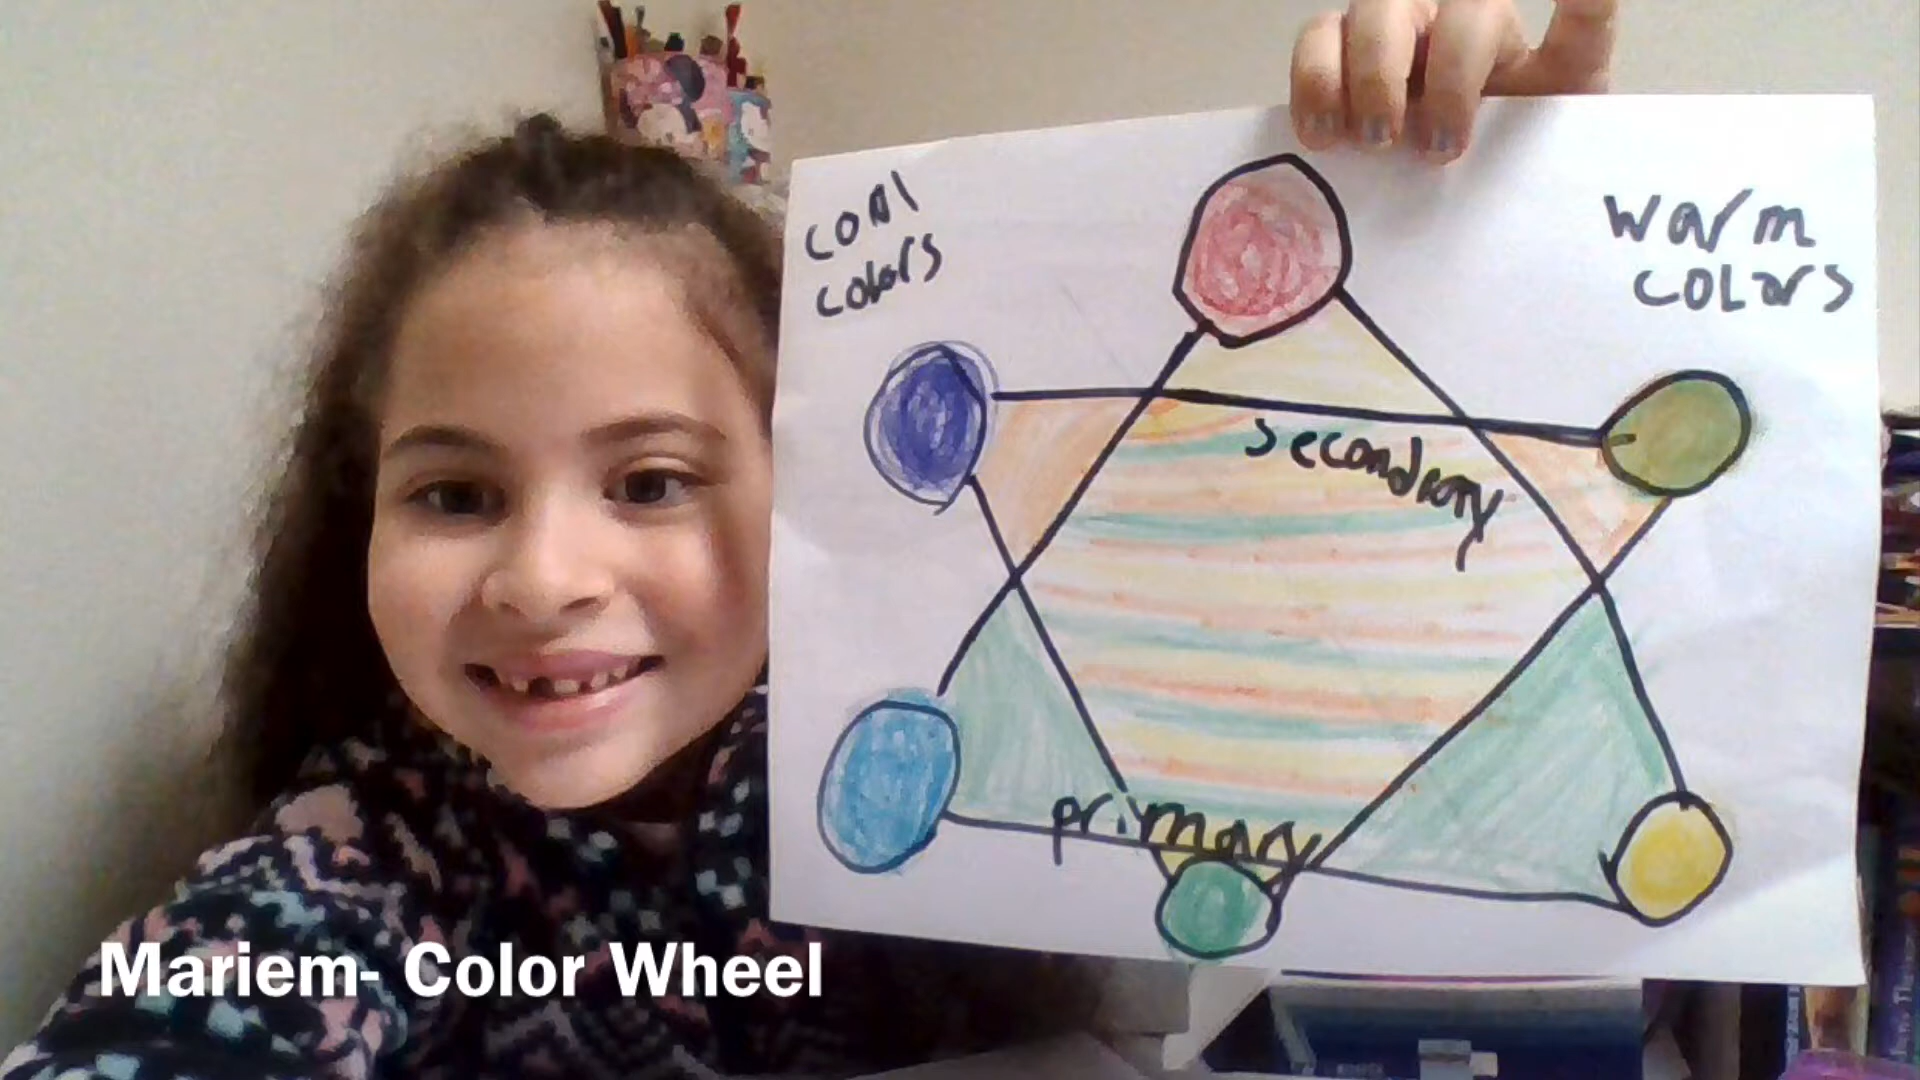 cool
colors
warm
colors
secondary
primary
Mariem- Color Wheel